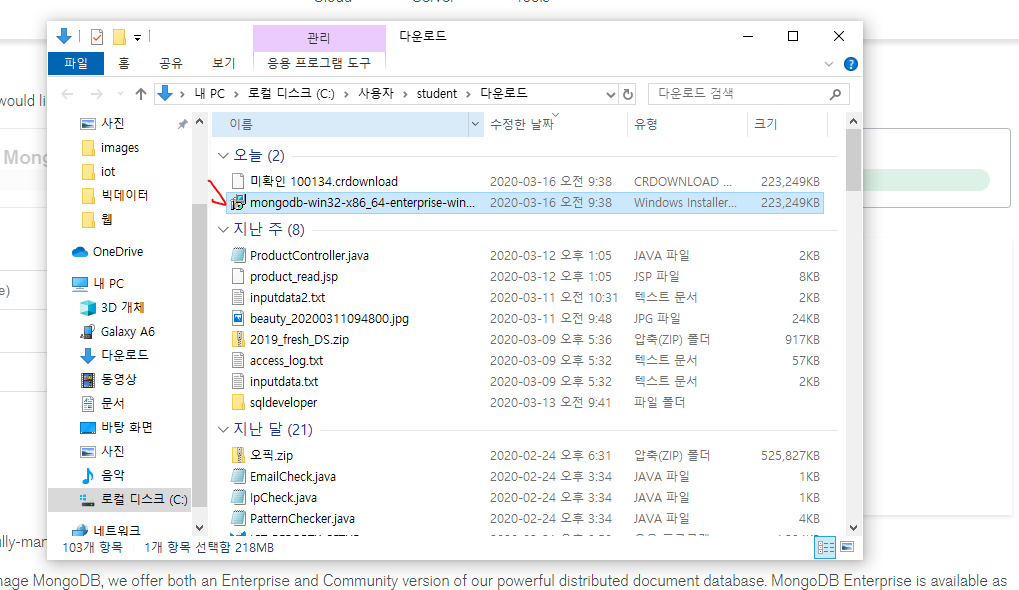 관리
다운로드
파일
홈
공유
보기
응용 프로그램 도구
내 PC
로컬 디스크 (C:)
사용자
student
다운로드
다운로드 검색
would li
Mong
e)
사진
images
iot
빅데이터
웹
OneDrive
내 PC
3D 개체
Galaxy A6
다운로드
동영상
문서
바탕 화면
사진
음악
로컬 디스크 (C:)
네트워크
이름 수정한 날짜 유형 크기
오늘 (2)
미확인 100134.crdownload 2020-03-16 오전 9:38 CRDOWNLOAD ... 223,249KB
mongodb-win32-x86_64-enterprise-win... 2020-03-16 오전 9:38 Windows Installer... 223,249KB
지난 주 (8)
ProductController.java 2020-03-12 오후 1:05 JAVA 파일 2KB
product_read.jsp 2020-03-12 오후 1:05 JSP 파일 8KB
inputdata2.txt 2020-03-11 오전 10:31 텍스트 문서 2KB
beauty_20200311094800.jpg 2020-03-11 오전 9:48 JPG 파일 24KB
2019_fresh_DS.zip 2020-03-09 오후 5:36 압축(ZIP) 폴더 917KB
access_log.txt 2020-03-09 오후 5:32 텍스트 문서 57KB
inputdata.txt 2020-03-09 오후 5:32 텍스트 문서 2KB
sqldeveloper 2020-03-13 오전 9:41 파일 폴더
지난 달 (21)
오픽.zip 2020-02-24 오후 6:31 압축(ZIP) 폴더 525,827KB
EmailCheck.java 2020-02-24 오후 3:34 JAVA 파일 1KB
IpCheck.java 2020-02-24 오후 3:34 JAVA 파일 1KB
PatternChecker.java 2020-02-24 오후 3:34 JAVA 파일 4KB
103개 항목 1개 항목 선택함 218MB
lly-man
nage MongoDB, we offer both an Enterprise and Community version of our powerful distributed document database. MongoDB Enterprise is available as